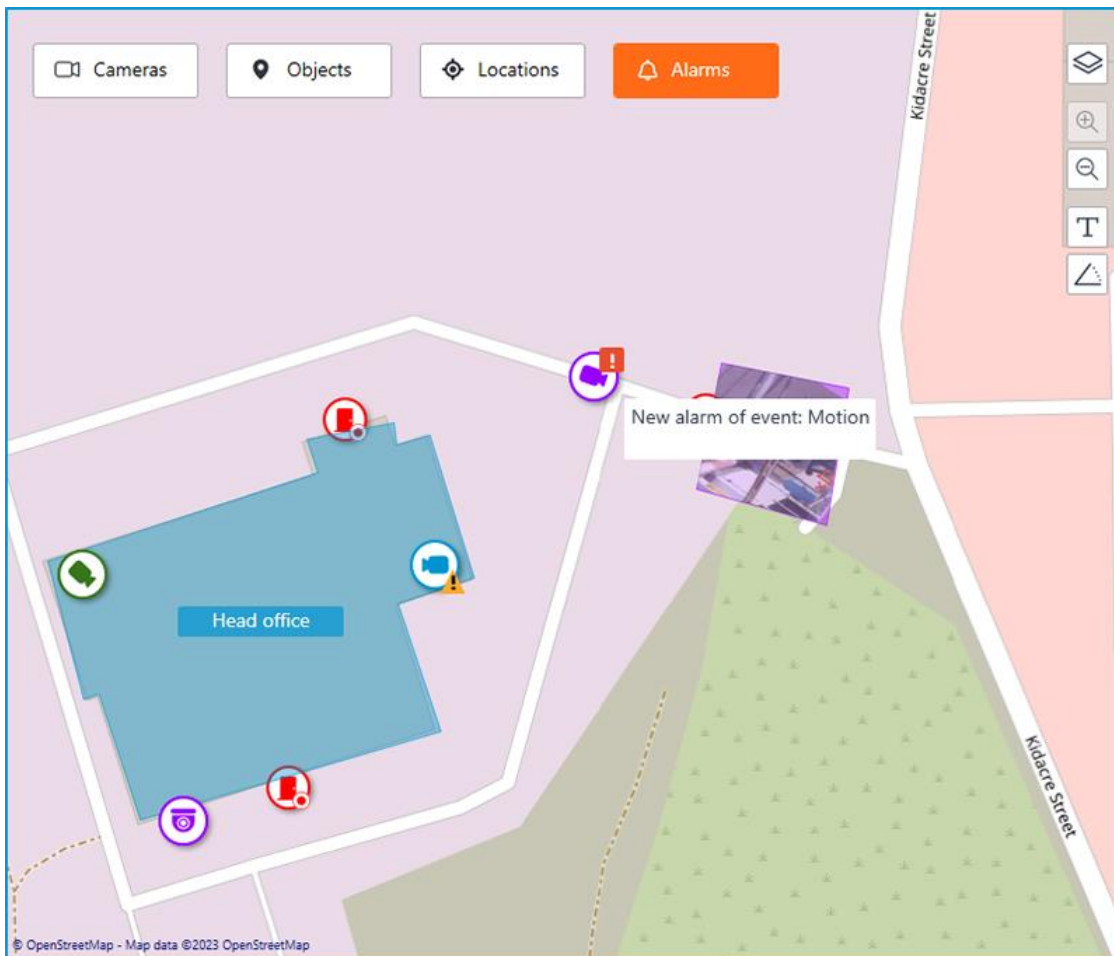 Cameras
Objects
Locations
Alarms
Kidacre Street
T
New alarm of event: Motion
Head office
Kidacre Street
© OpenStreetMap - Map data ©2023 OpenStreetMap